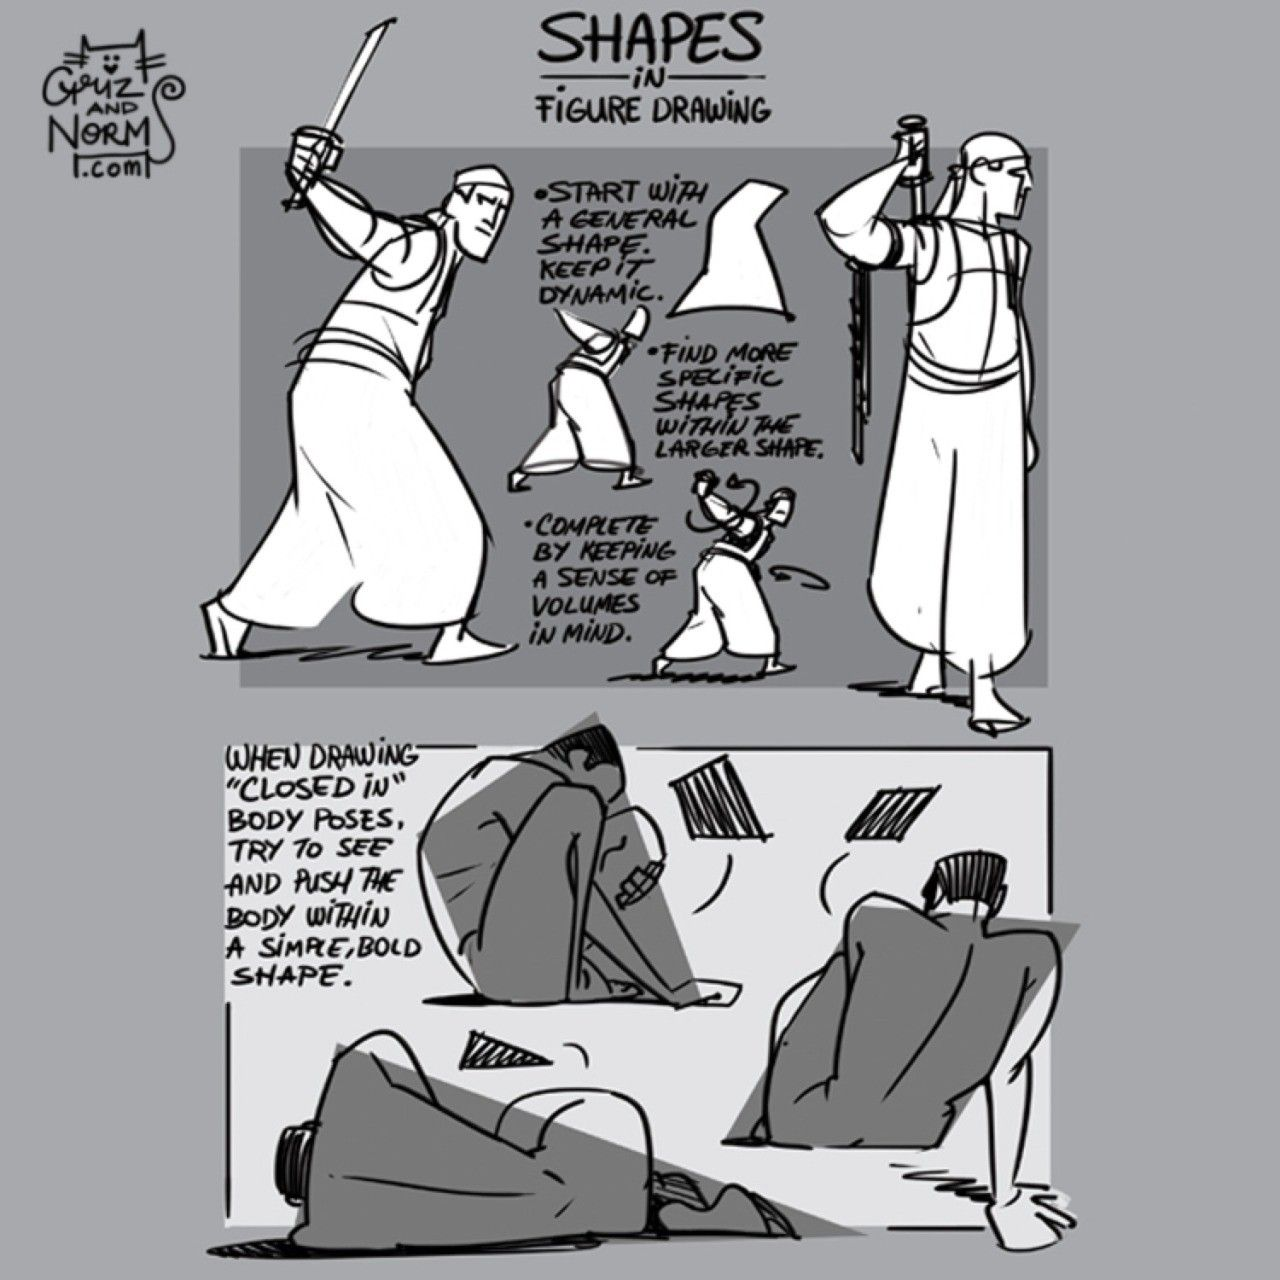 GRIZ
AND
NORM
.com
SHAPES
IN
FIGURE DRAWING
•START WITH
A GENERAL
SHAPE.
KEEP IT
DYNAMIC.
•FIND MORE
SPECIFIC
SHAPES
WITHIN THE
LARGER SHAPE.
•COMPLETE
BY KEEPING
A SENSE OF
VOLUMES
IN MIND.
WHEN DRAWING
"CLOSED IN"
BODY POSES,
TRY TO SEE
AND PUSH THE
BODY WITHIN
A SIMPLE, BOLD
SHAPE.